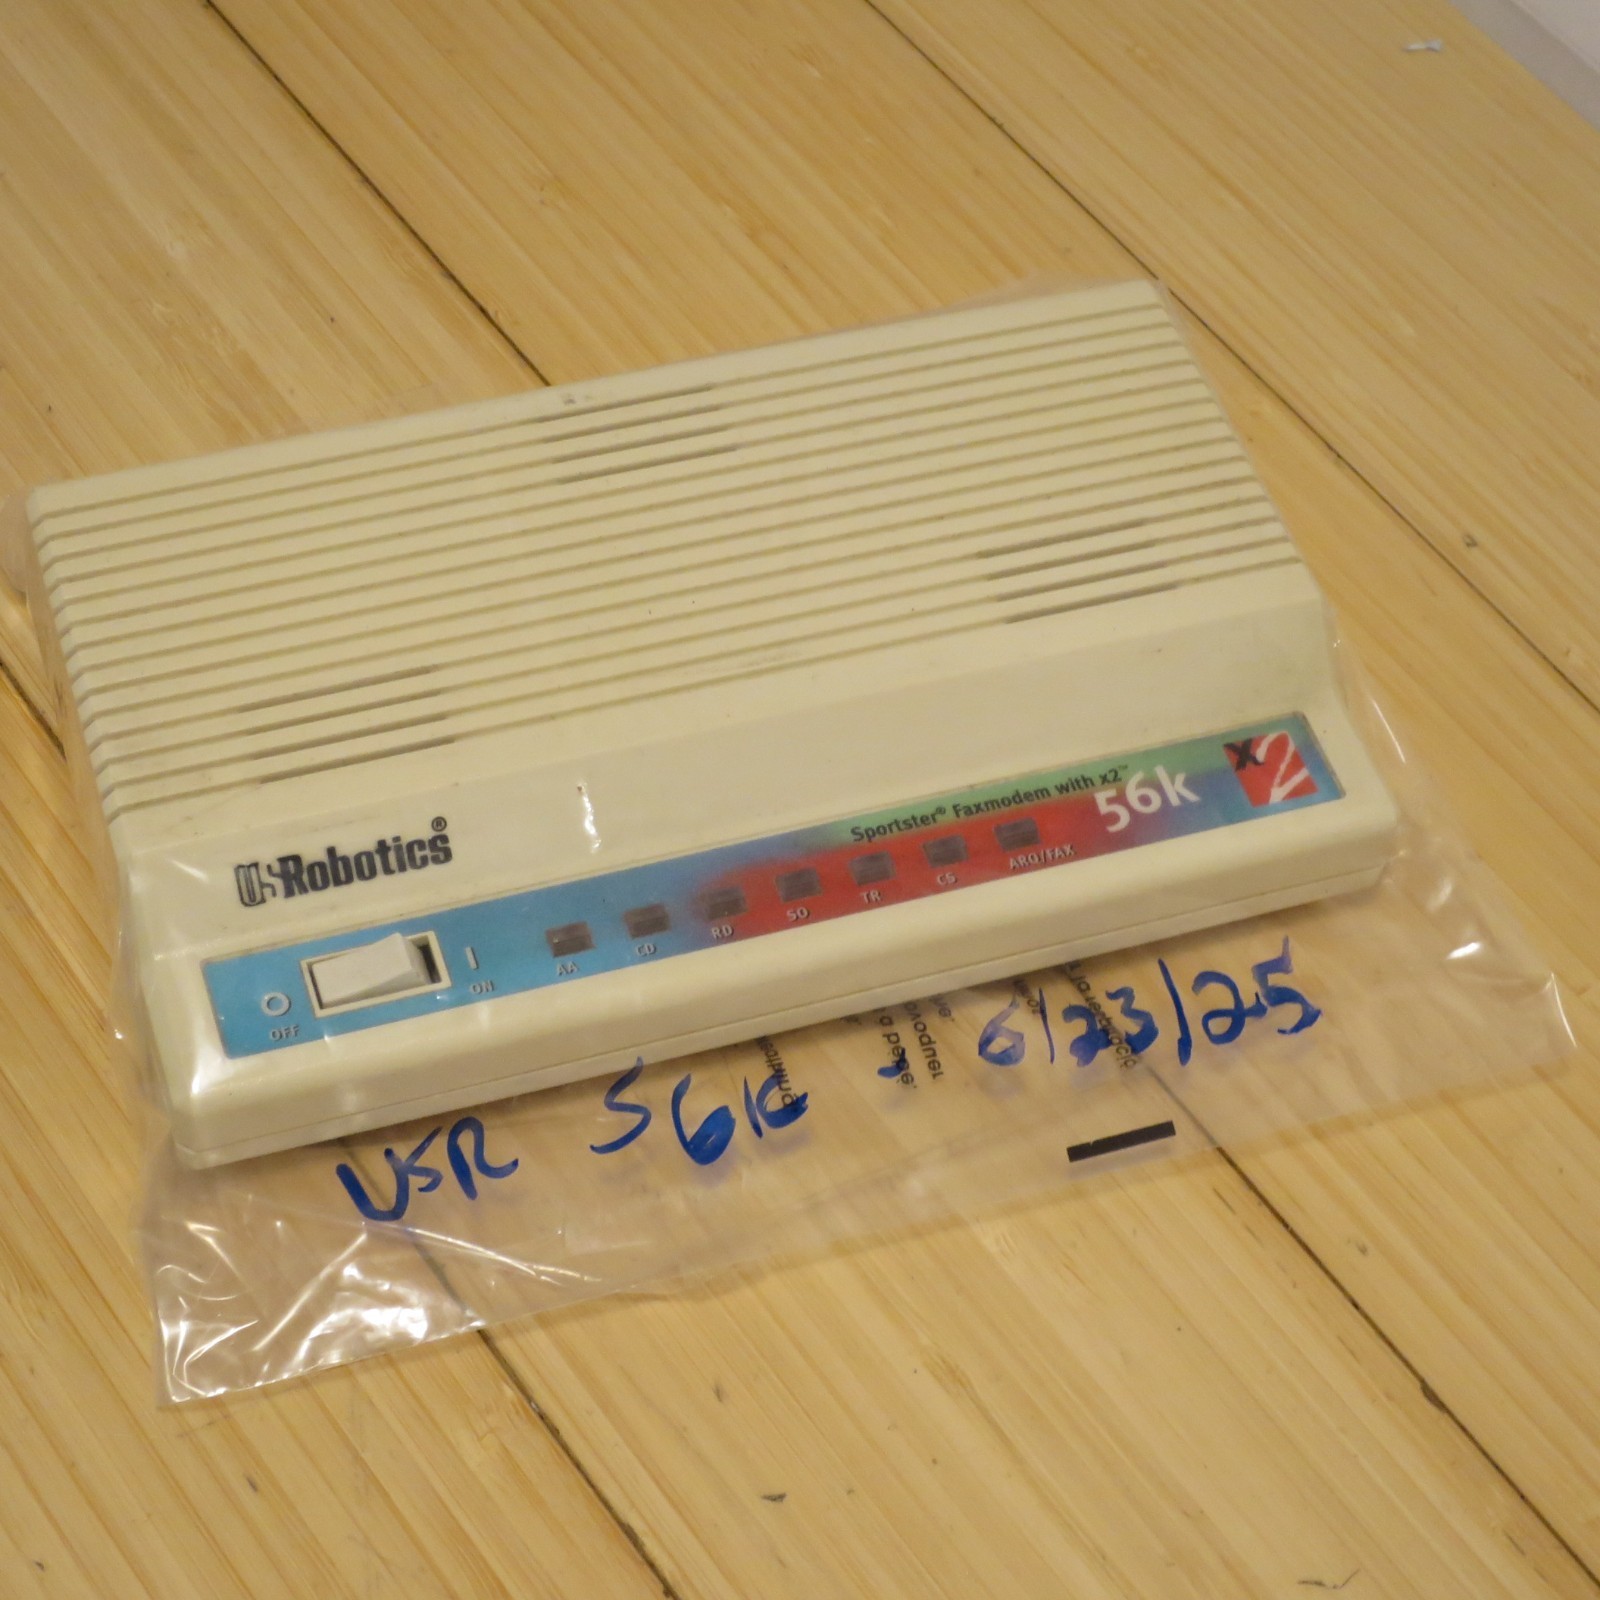 USRobotics®
Sportster® Faxmodem with x2™
56k
x2
OFF
ON
AA
CD
RD
SD
TR
CS
ARQ/FAX
USR 56K - 6/23/25